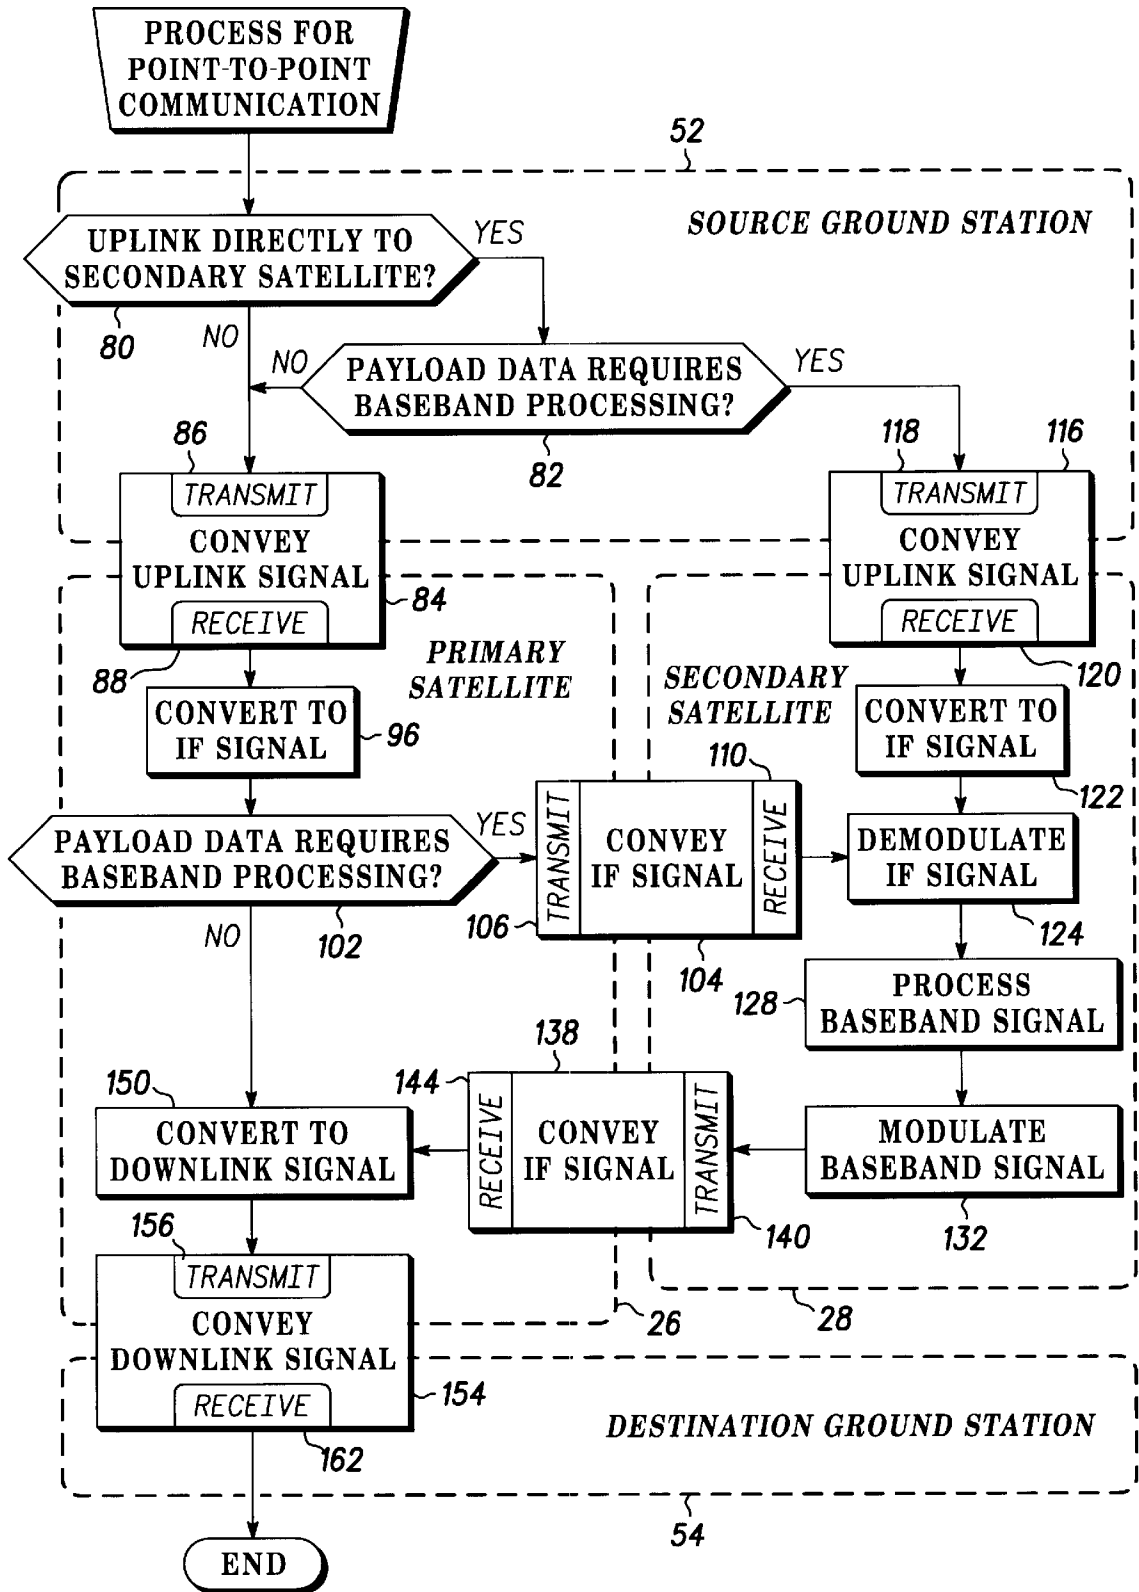 PROCESS FOR
POINT-TO-POINT
COMMUNICATION
52
SOURCE GROUND STATION
UPLINK DIRECTLY TO
SECONDARY SATELLITE?
YES
80
NO
NO
PAYLOAD DATA REQUIRES
BASEBAND PROCESSING?
YES
82
86
118
116
TRANSMIT
CONVEY
UPLINK SIGNAL
RECEIVE
84
88
TRANSMIT
CONVEY
UPLINK SIGNAL
RECEIVE
120
PRIMARY
SATELLITE
SECONDARY
SATELLITE
CONVERT TO
IF SIGNAL
96
CONVERT TO
IF SIGNAL
122
110
PAYLOAD DATA REQUIRES
BASEBAND PROCESSING?
YES
102
NO
TRANSMIT
CONVEY
IF SIGNAL
RECEIVE
106
104
DEMODULATE
IF SIGNAL
124
128
PROCESS
BASEBAND SIGNAL
138
144
150
CONVERT TO
DOWNLINK SIGNAL
RECEIVE
CONVEY
IF SIGNAL
TRANSMIT
140
MODULATE
BASEBAND SIGNAL
132
156
TRANSMIT
CONVEY
DOWNLINK SIGNAL
RECEIVE
154
162
26
28
DESTINATION GROUND STATION
54
END